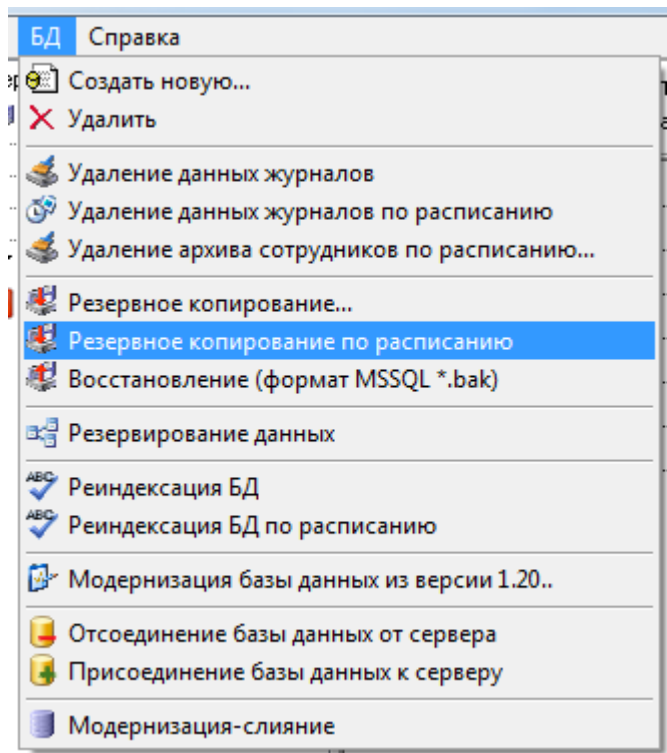 БД Справка
Создать новую...
Удалить
Удаление данных журналов
Удаление данных журналов по расписанию
Удаление архива сотрудников по расписанию...
Резервное копирование...
Резервное копирование по расписанию
Восстановление (формат MSSQL *.bak)
Резервирование данных
ABC
Реиндексация БД
ABC
Реиндексация БД по расписанию
Модернизация базы данных из версии 1.20..
Отсоединение базы данных от сервера
Присоединение базы данных к серверу
Модернизация-слияние